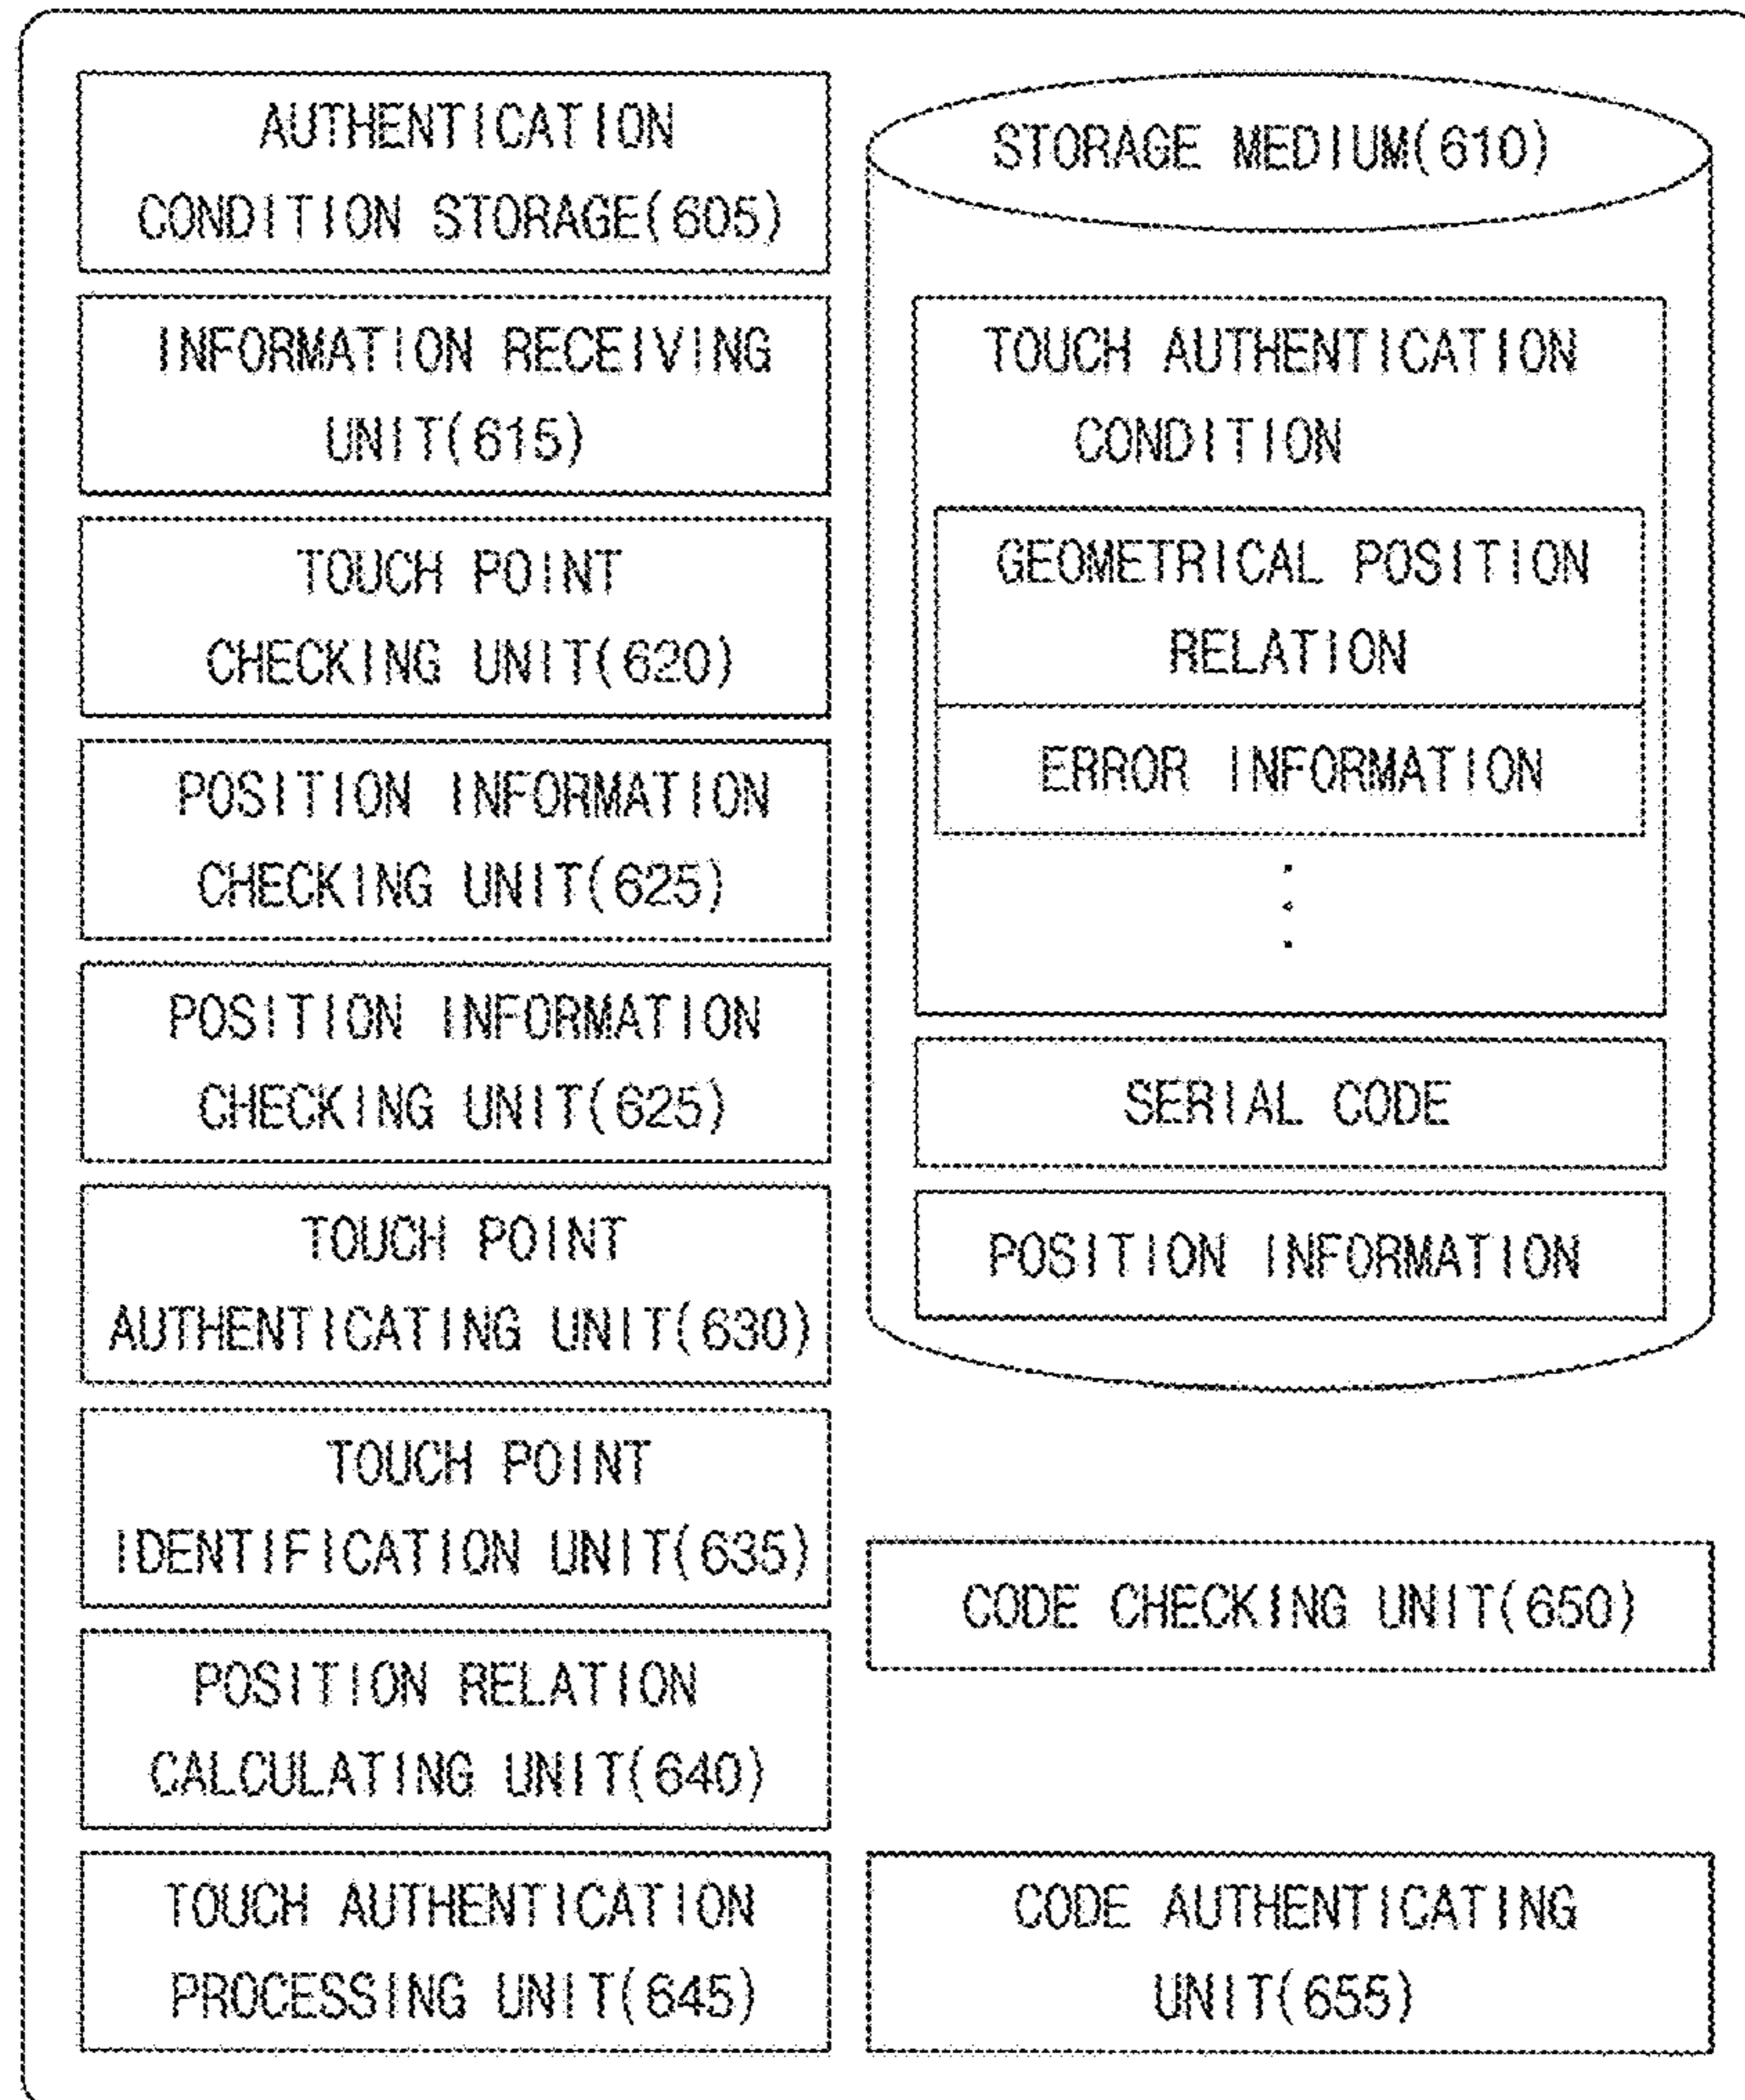 AUTHENTICATION
CONDITION STORAGE(605)
INFORMATION RECEIVING
UNIT(615)
TOUCH POINT
CHECKING UNIT(620)
POSITION INFORMATION
CHECKING UNIT(625)
POSITION INFORMATION
CHECKING UNIT(625)
TOUCH POINT
AUTHENTICATING UNIT(630)
TOUCH POINT
IDENTIFICATION UNIT(635)
POSITION RELATION
CALCULATING UNIT(640)
TOUCH AUTHENTICATION
PROCESSING UNIT(645)
STORAGE MEDIUM(610)
TOUCH AUTHENTICATION
CONDITION
GEOMETRICAL POSITION
RELATION
ERROR INFORMATION
SERIAL CODE
POSITION INFORMATION
CODE CHECKING UNIT(650)
CODE AUTHENTICATING
UNIT(655)